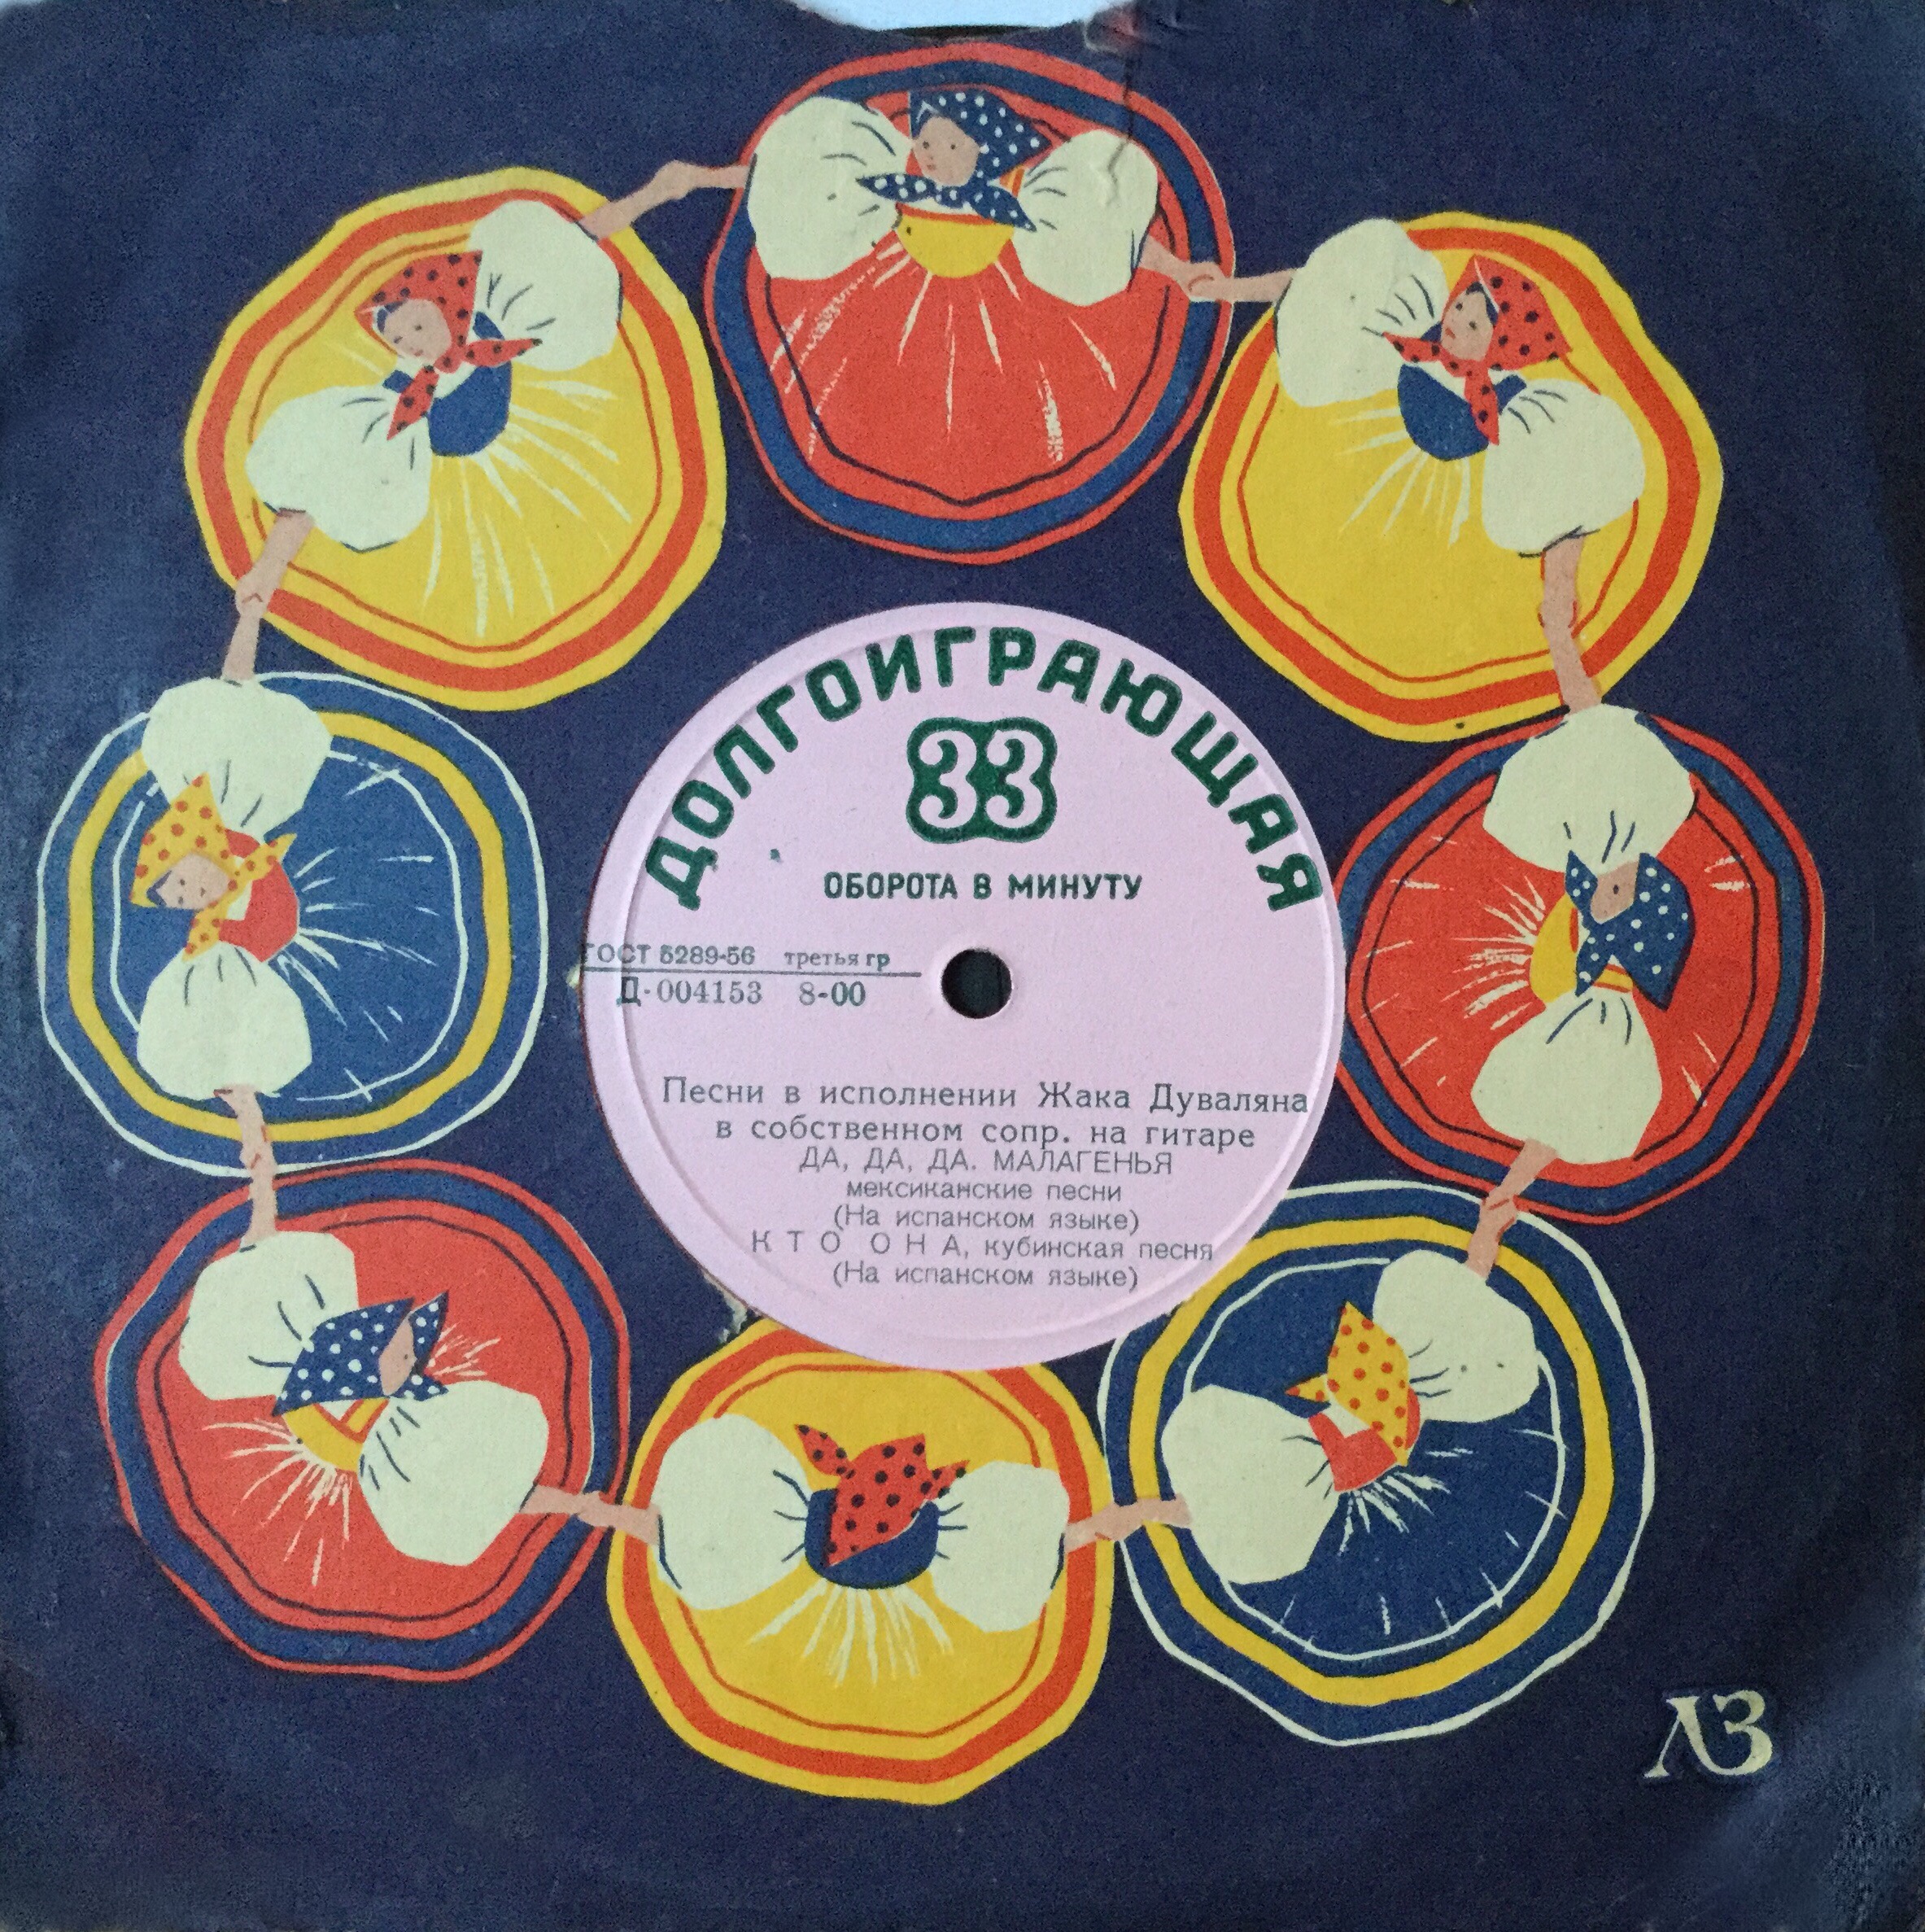 ДОЛГОИГРАЮЩАЯ
33
ОБОРОТА В МИНУТУ
ГОСТ 5289-56 третья гр
Д-004153 8-00
Песни в исполнении Жака Дуваляна
в собственном сопр. на гитаре
ДА, ДА, ДА. МАЛАГЕНЬЯ
мексиканские песни
(На испанском языке)
К Т О О Н А, кубинская песня
(На испанском языке)
ЛЗ